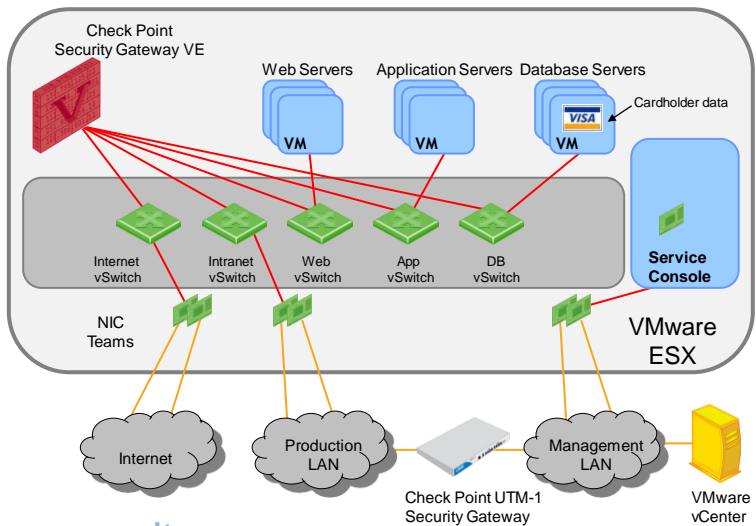 Check Point
Security Gateway VE
Web Servers
Application Servers
Database Servers
Cardholder data
VISA
VM
VM
VM
V
Internet
vSwitch
Intranet
vSwitch
Web
vSwitch
App
vSwitch
DB
vSwitch
Service
Console
NIC
Teams
VMware
ESX
Internet
Production
LAN
Management
LAN
Check Point UTM-1
Security Gateway
VMware
vCenter